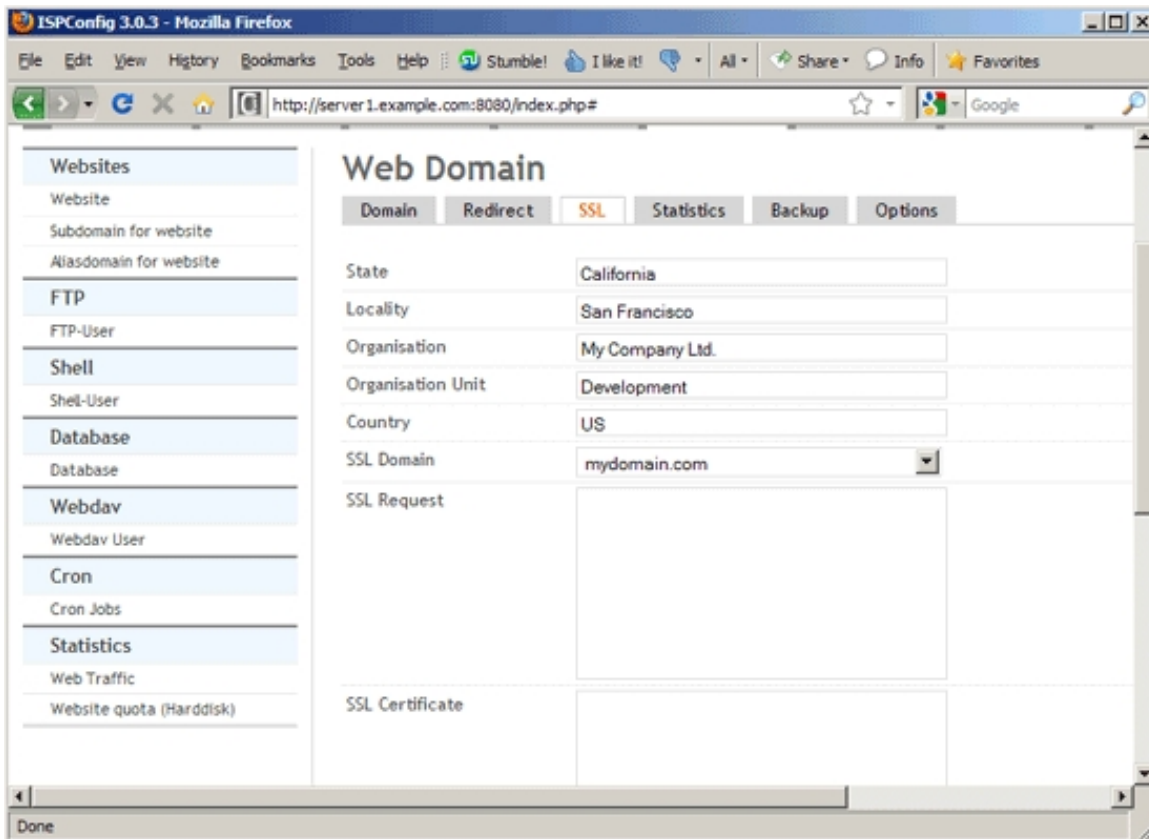 ISPConfig 3.0.3 - Mozilla Firefox
File Edit View History Bookmarks Tools Help Stumble! I like it! All Share Info Favorites
http://server1.example.com:8080/index.php# Google
Websites
Website
Subdomain for website
Aliasdomain for website
FTP
FTP-User
Shell
Shell-User
Database
Database
Webdav
Webdav User
Cron
Cron Jobs
Statistics
Web Traffic
Website quota (Harddisk)
Web Domain
Domain Redirect SSL Statistics Backup Options
State California
Locality San Francisco
Organisation My Company Ltd.
Organisation Unit Development
Country US
SSL Domain mydomain.com
SSL Request
SSL Certificate
Done